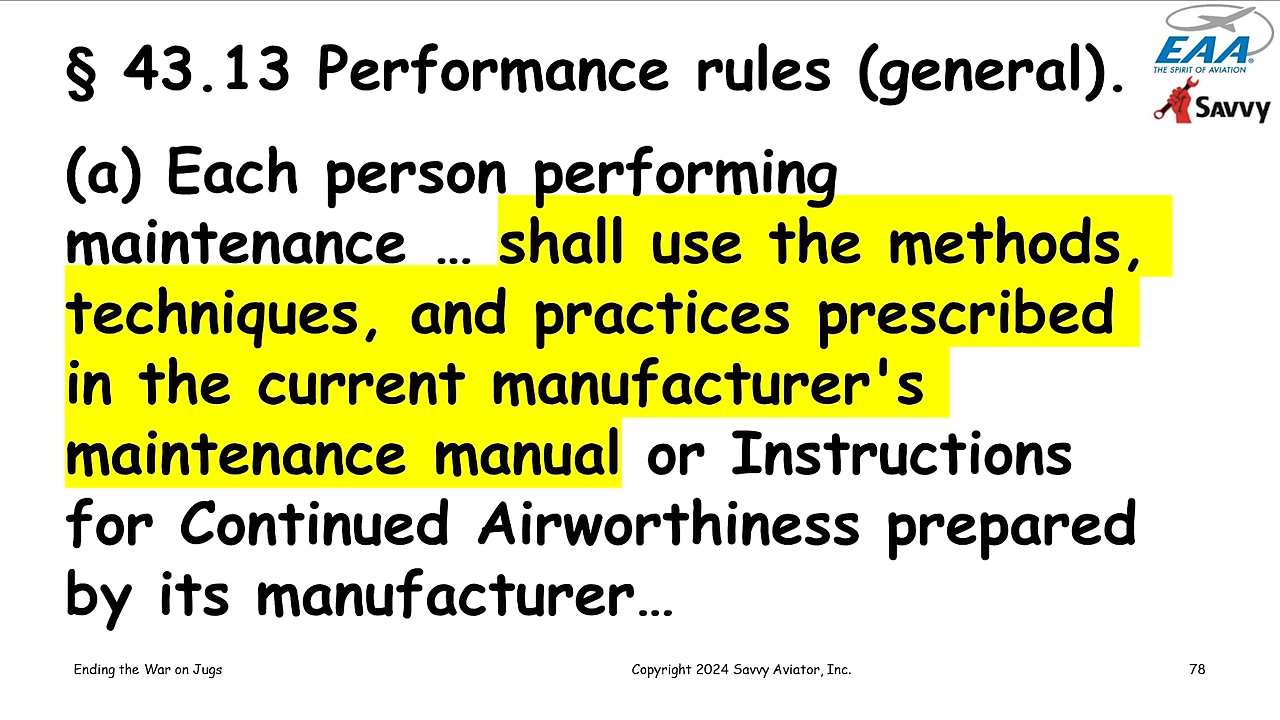 § 43.13 Performance rules (general).
EAA
THE SPIRIT OF AVIATION
SAVVY
(a) Each person performing
maintenance … shall use the methods,
techniques, and practices prescribed
in the current manufacturer's
maintenance manual or Instructions
for Continued Airworthiness prepared
by its manufacturer…
Ending the War on Jugs
Copyright 2024 Savvy Aviator, Inc.
78